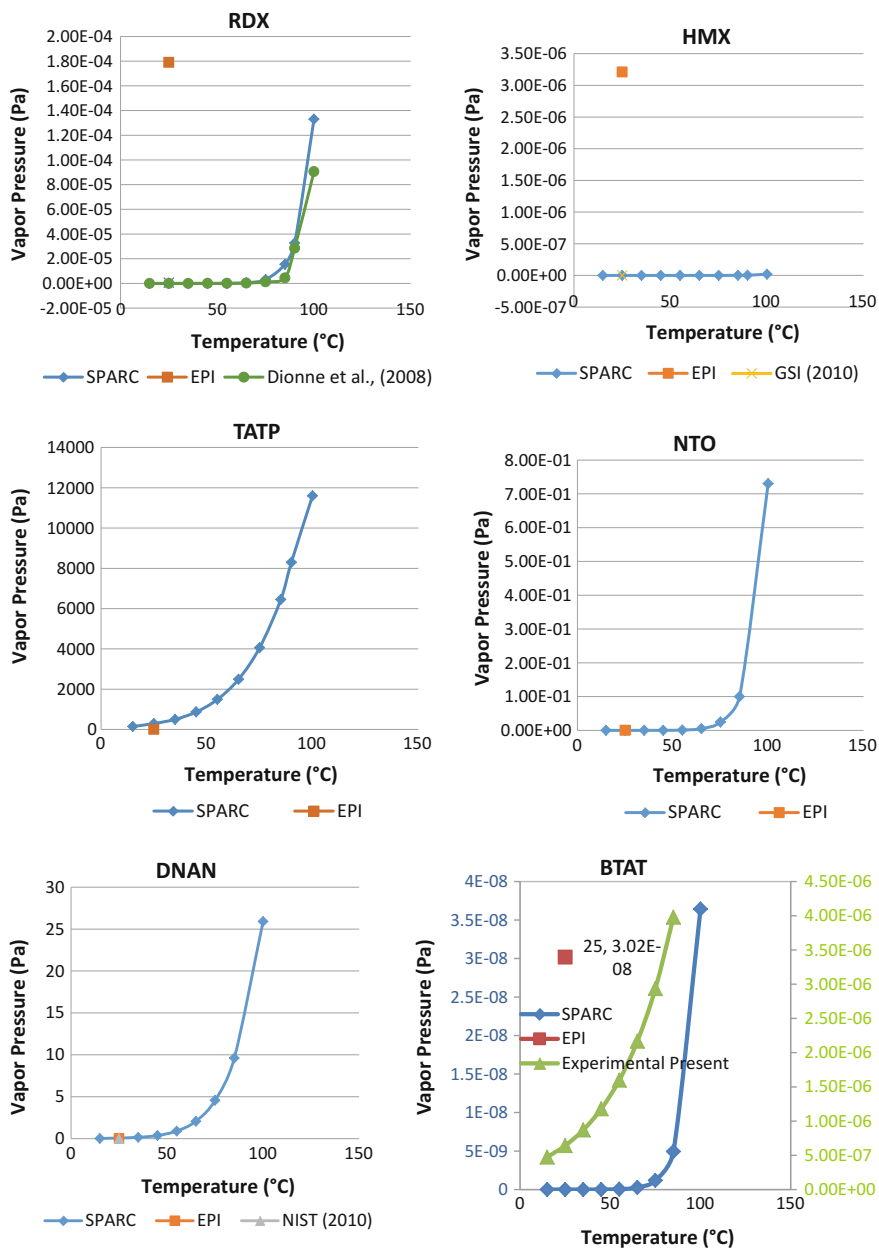 RDX
2.00E-04
1.80E-04
1.60E-04
1.40E-04
1.20E-04
1.00E-04
8.00E-05
6.00E-05
4.00E-05
2.00E-05
0.00E+00
-2.00E-05
0
50
100
150
Vapor Pressure (Pa)
Temperature (°C)
SPARC
EPI
Dionne et al., (2008)
HMX
3.50E-06
3.00E-06
2.50E-06
2.00E-06
1.50E-06
1.00E-06
5.00E-07
0.00E+00
-5.00E-07
0
50
100
150
Vapor Pressure (Pa)
Temperature (°C)
SPARC
EPI
GSI (2010)
TATP
14000
12000
10000
8000
6000
4000
2000
0
0
50
100
150
Vapor Pressure (Pa)
Temperature (°C)
SPARC
EPI
NTO
8.00E-01
7.00E-01
6.00E-01
5.00E-01
4.00E-01
3.00E-01
2.00E-01
1.00E-01
0.00E+00
0
50
100
150
Vapor Pressure (Pa)
Temperature (°C)
SPARC
EPI
DNAN
30
25
20
15
10
5
0
0
50
100
150
Vapor Pressure (Pa)
Temperature (°C)
SPARC
EPI
NIST (2010)
BTAT
4E-08
3.5E-08
3E-08
2.5E-08
2E-08
1.5E-08
1E-08
5E-09
0
4.50E-06
4.00E-06
3.50E-06
3.00E-06
2.50E-06
2.00E-06
1.50E-06
1.00E-06
5.00E-07
0.00E+00
25, 3.02E-
08
SPARC
EPI
Experimental Present
0
50
100
150
Vapor Pressure (Pa)
Temperature (°C)